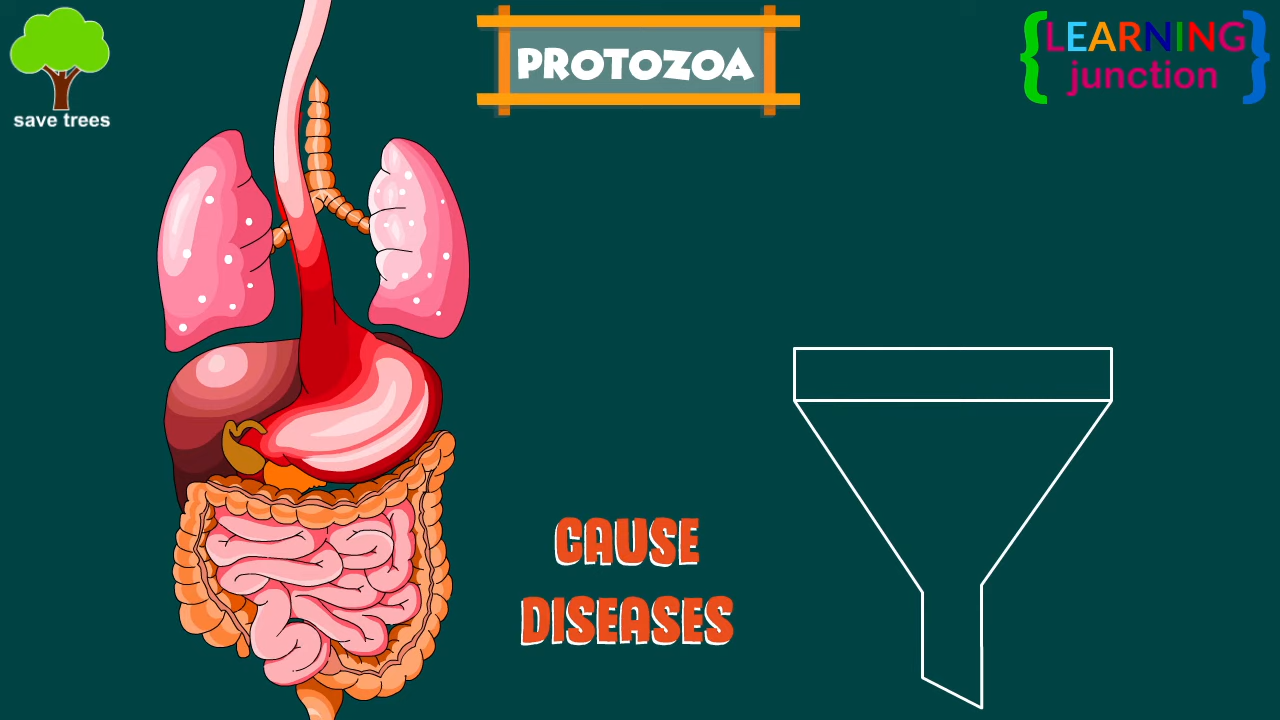 PROTOZOA
{LEARNING
junction}
save trees
CAUSE
DISEASES